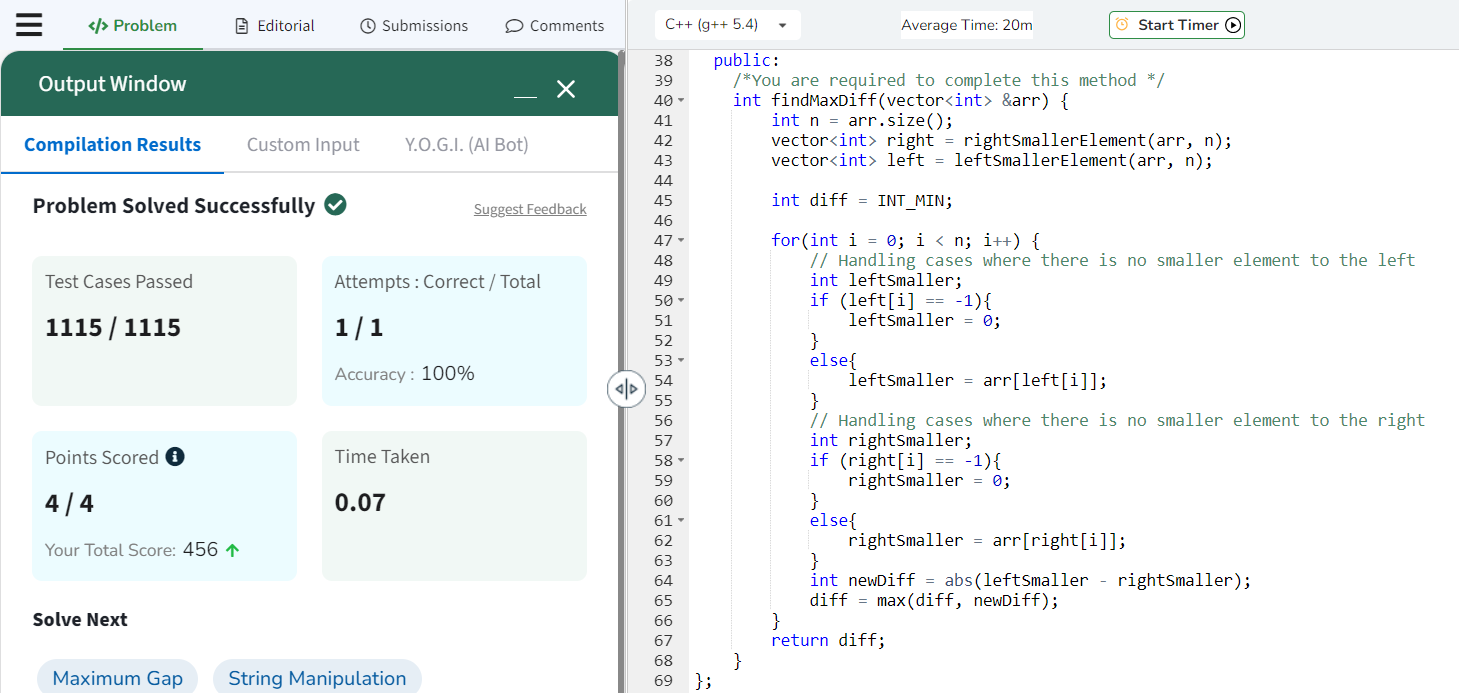 </> Problem
Editorial
Submissions
Comments
Output Window
Compilation Results
Custom Input
Y.O.G.I. (AI Bot)
Problem Solved Successfully
Suggest Feedback
Test Cases Passed
1115 / 1115
Attempts : Correct / Total
1 / 1
Accuracy : 100%
Points Scored
4 / 4
Your Total Score: 456
Time Taken
0.07
Solve Next
Maximum Gap
String Manipulation
C++ (g++ 5.4)
Average Time: 20m
Start Timer
38 public:
39 /*You are required to complete this method */
40 int findMaxDiff(vector<int> &arr) {
41 int n = arr.size();
42 vector<int> right = rightSmallerElement(arr, n);
43 vector<int> left = leftSmallerElement(arr, n);
44
45 int diff = INT_MIN;
46
47 for(int i = 0; i < n; i++) {
48 // Handling cases where there is no smaller element to the left
49 int leftSmaller;
50 if (left[i] == -1){
51 leftSmaller = 0;
52 }
53 else{
54 leftSmaller = arr[left[i]];
55 }
56 // Handling cases where there is no smaller element to the right
57 int rightSmaller;
58 if (right[i] == -1){
59 rightSmaller = 0;
60 }
61 else{
62 rightSmaller = arr[right[i]];
63 }
64 int newDiff = abs(leftSmaller - rightSmaller);
65 diff = max(diff, newDiff);
66 }
67 return diff;
68 }
69 };